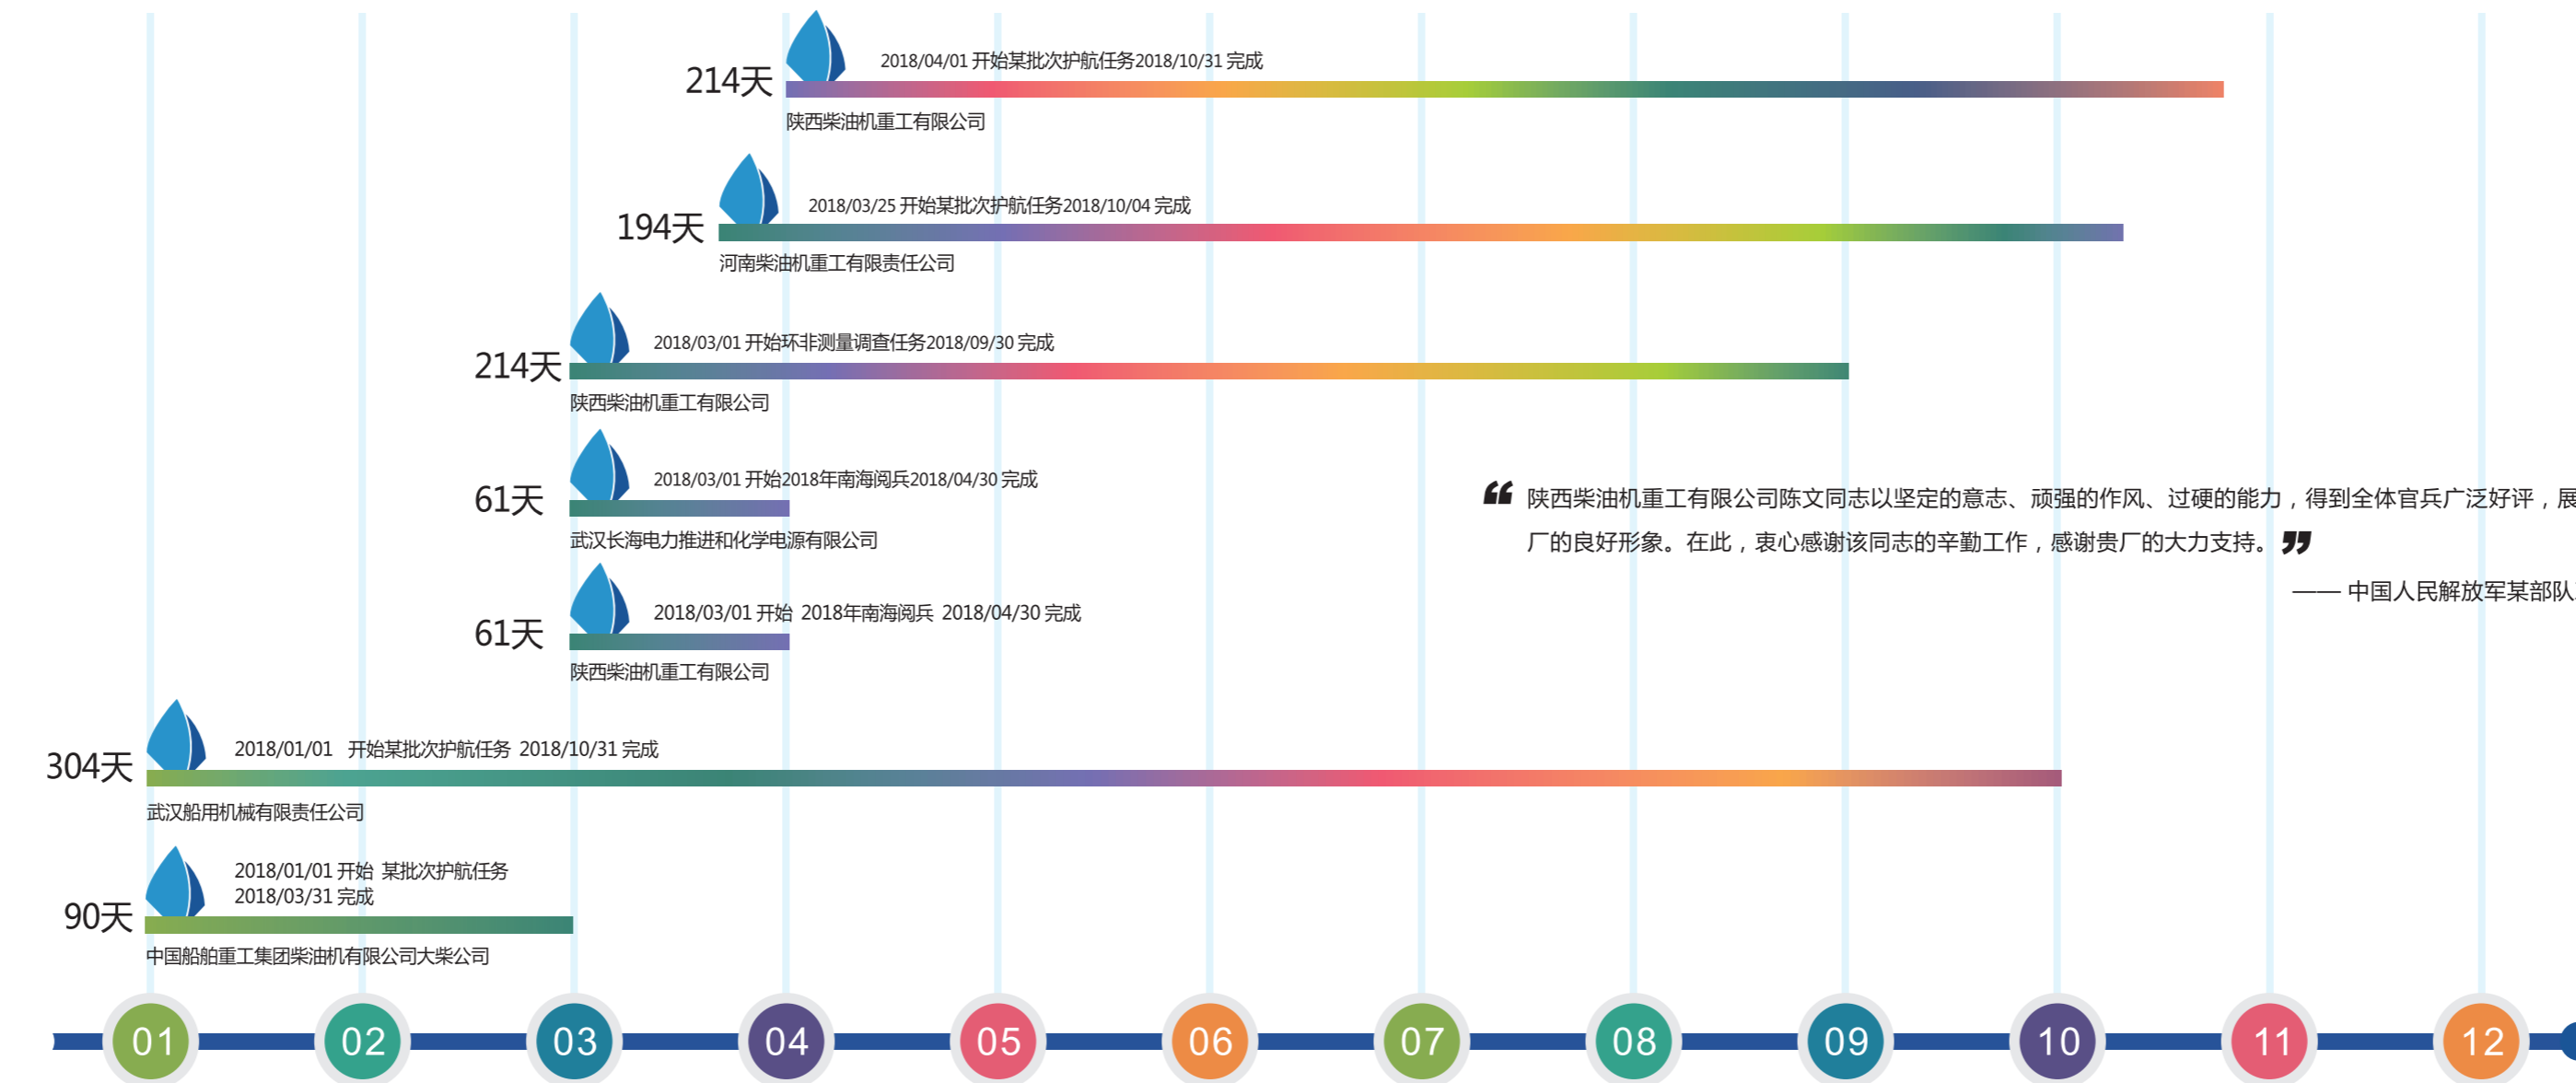 2018/04/01 开始某批次护航任务2018/10/31 完成
214天
陕西柴油机重工有限公司
2018/03/25 开始某批次护航任务2018/10/04 完成
194天
河南柴油机重工有限责任公司
2018/03/01 开始环非测量调查任务2018/09/30 完成
214天
陕西柴油机重工有限公司
2018/03/01 开始2018年南海阅兵2018/04/30 完成
61天
武汉长海电力推进和化学电源有限公司
“ 陕西柴油机重工有限公司陈文同志以坚定的意志、顽强的作风、过硬的能力，得到全体官兵广泛好评，展
厂的良好形象。在此，衷心感谢该同志的辛勤工作，感谢贵厂的大力支持。 ”
—— 中国人民解放军某部队
2018/03/01 开始 2018年南海阅兵 2018/04/30 完成
61天
陕西柴油机重工有限公司
2018/01/01 开始某批次护航任务 2018/10/31 完成
304天
武汉船用机械有限责任公司
2018/01/01 开始 某批次护航任务
2018/03/31 完成
90天
中国船舶重工集团柴油机有限公司大柴公司
01 02 03 04 05 06 07 08 09 10 11 12